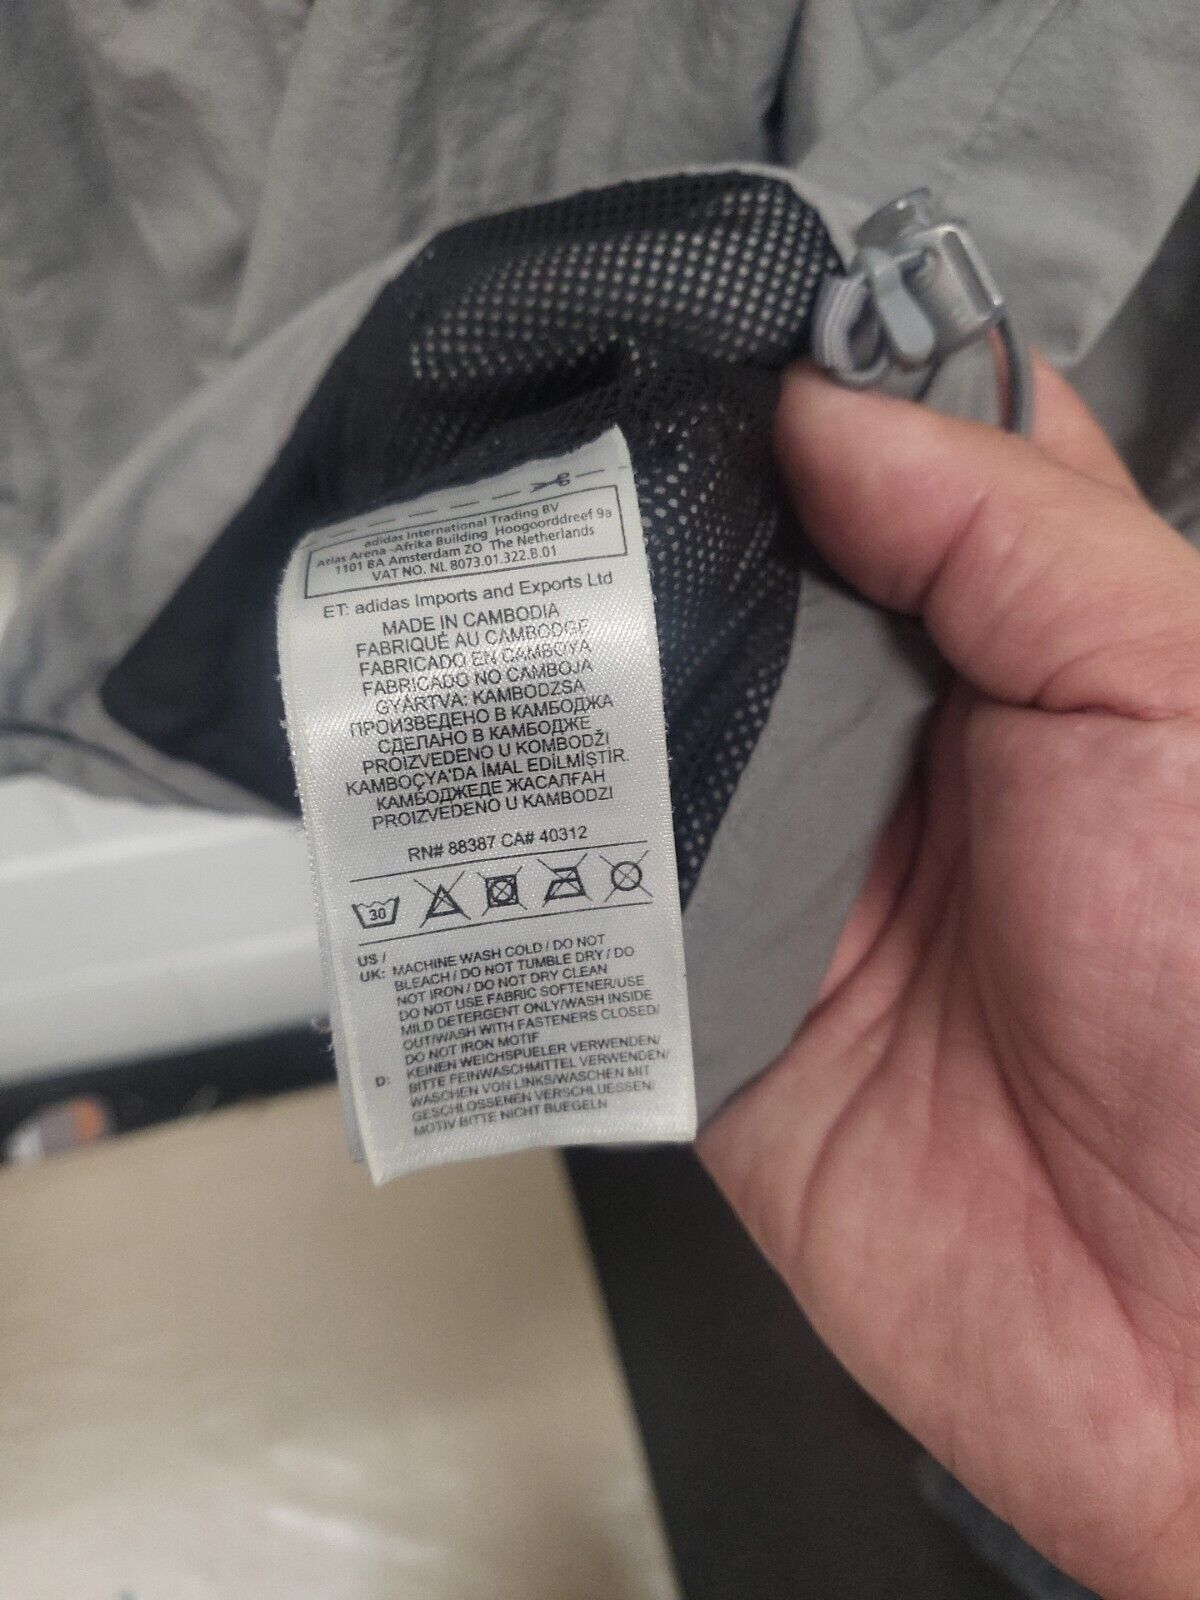 adidas International Trading BV
Atlas Arena -Afrika Building Hoogoorddreef 9a
1101 BA Amsterdam ZO The Netherlands
VAT NO. NL 8073.01.322.B.01
ET: adidas Imports and Exports Ltd
MADE IN CAMBODIA
FABRIQUÉ AU CAMBODGE
FABRICADO EN CAMBOYA
FABRICADO NO CAMBOJA
GYÁRTVA: KAMBODZSA
ПРОИЗВЕДЕНО В КАМБОДЖА
СДЕЛАНО В КАМБОДЖЕ
PROIZVEDENO U KOMBODŽI
KAMBOÇYA'DA İMAL EDİLMİŞTİR.
КАМБОДЖЕДЕ ЖАСАЛҒАН
PROIZVEDENO U KAMBODZI
RN# 88387 CA# 40312
30
US /
UK: MACHINE WASH COLD / DO NOT
BLEACH / DO NOT TUMBLE DRY / DO
NOT IRON / DO NOT DRY CLEAN
DO NOT USE FABRIC SOFTENER/USE
MILD DETERGENT ONLY/WASH INSIDE
OUT/WASH WITH FASTENERS CLOSED/
DO NOT IRON MOTIF
D: KEINEN WEICHSPUELER VERWENDEN/
BITTE FEINWASCHMITTEL VERWENDEN/
WASCHEN VON LINKS/WASCHEN MIT
GESCHLOSSENEN VERSCHLUESSEN/
MOTIV BITTE NICHT BUEGELN